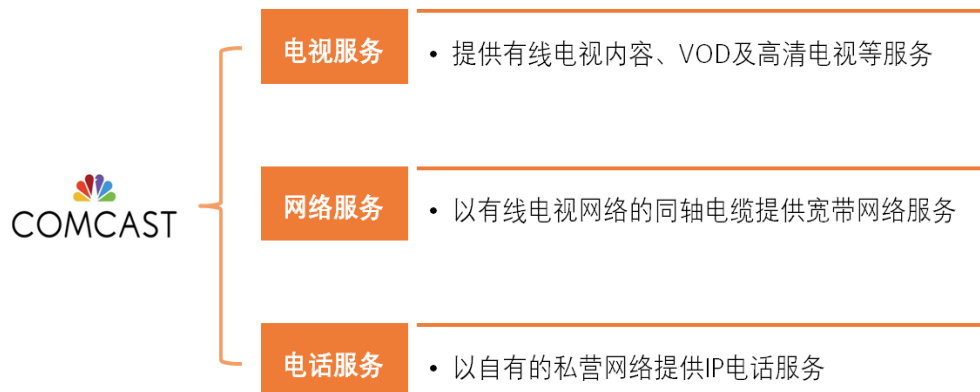 电视服务
• 提供有线电视内容、VOD及高清电视等服务
COMCAST
网络服务
• 以有线电视网络的同轴电缆提供宽带网络服务
电话服务
• 以自有的私营网络提供IP电话服务